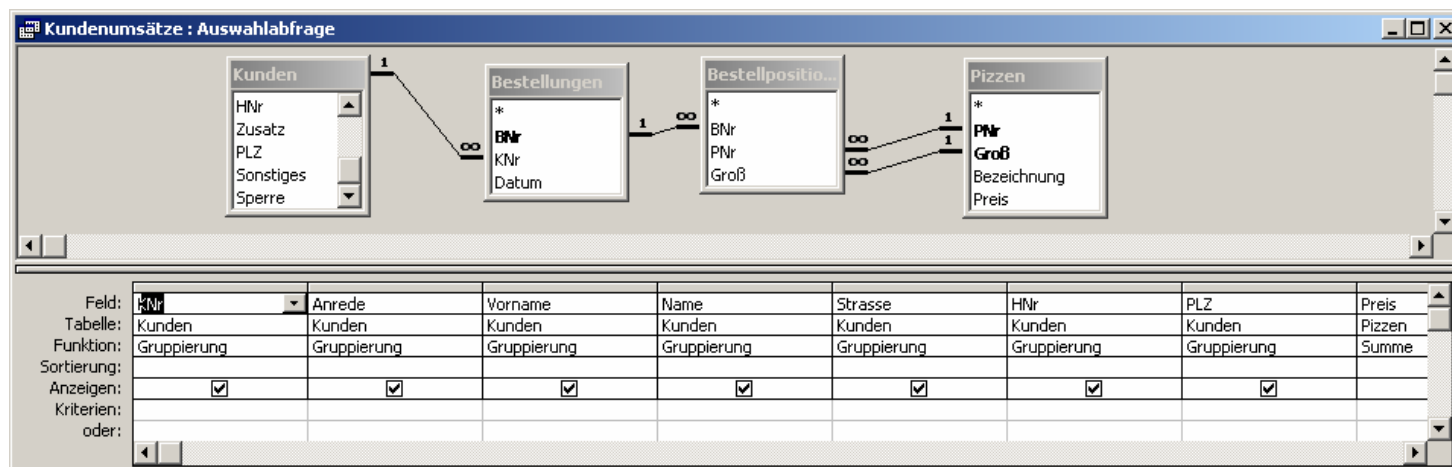 Kundenumsätze : Auswahlabfrage
Kunden
HNr
Zusatz
PLZ
Sonstiges
Sperre
1
∞
Bestellungen
*
BNr
KNr
Datum
1
∞
Bestellpositio...
*
BNr
PNr
Groß
∞
∞
1
1
Pizzen
*
PNr
Groß
Bezeichnung
Preis
Feld: KNr Anrede Vorname Name Strasse HNr PLZ Preis
Tabelle: Kunden Kunden Kunden Kunden Kunden Kunden Kunden Pizzen
Funktion: Gruppierung Gruppierung Gruppierung Gruppierung Gruppierung Gruppierung Gruppierung Summe
Sortierung:
Anzeigen:
Kriterien:
oder: